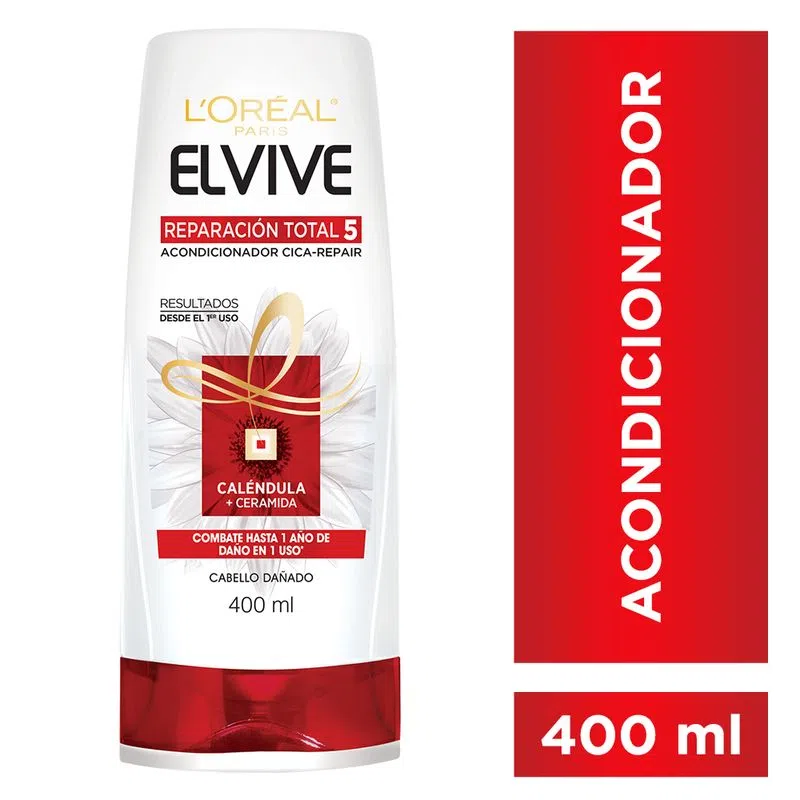 L'ORÉAL®
PARIS
ELVIVE
REPARACIÓN TOTAL 5
ACONDICIONADOR CICA-REPAIR
RESULTADOS
DESDE EL 1ER USO
CALÉNDULA
+ CERAMIDA
COMBATE HASTA 1 AÑO DE
DAÑO EN 1 USO*
CABELLO DAÑADO
400 ml
ACONDICIONADOR
400 ml